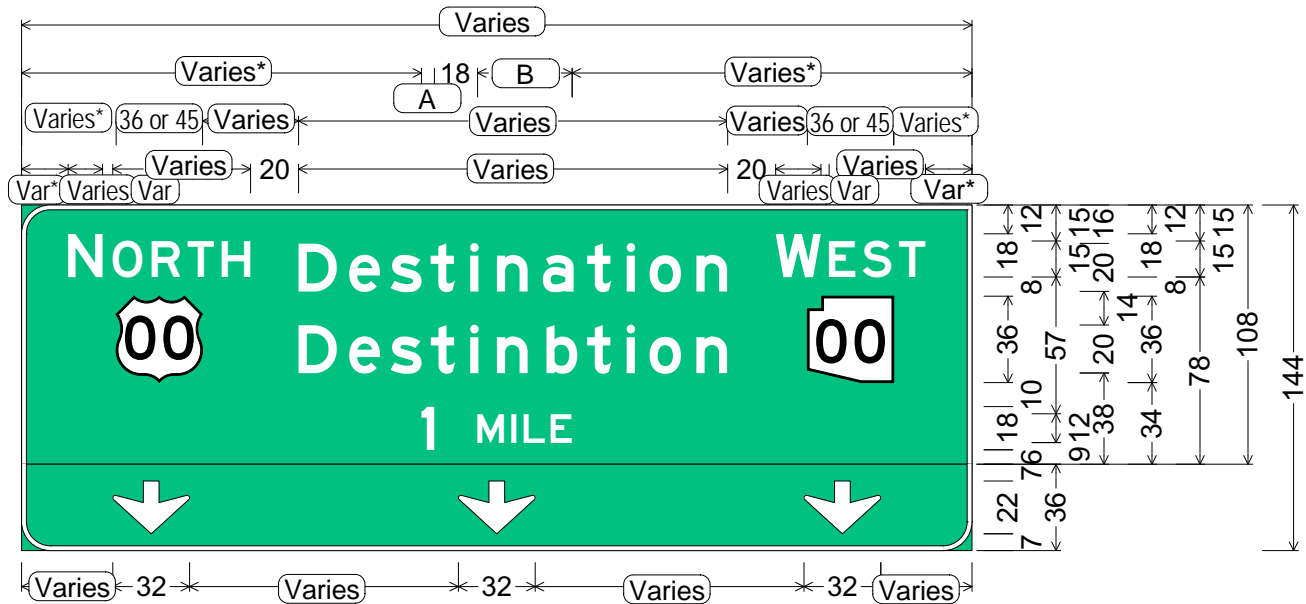 Varies
Varies* 18 B Varies*
A
Varies* 36 or 45 Varies Varies Varies 36 or 45 Varies*
Varies 20 Varies 20 Varies
Var* Varies Var Varies Var Var*
NORTH Destination WEST
00 Destinbtion 00
1 MILE
12 15 16 12 15
18 15 20 18 15
8 14 8
36 57 20 36 78 108 144
10
18 12 38 34
6 9
7
22 36
7
Varies 32 Varies 32 Varies 32 Varies